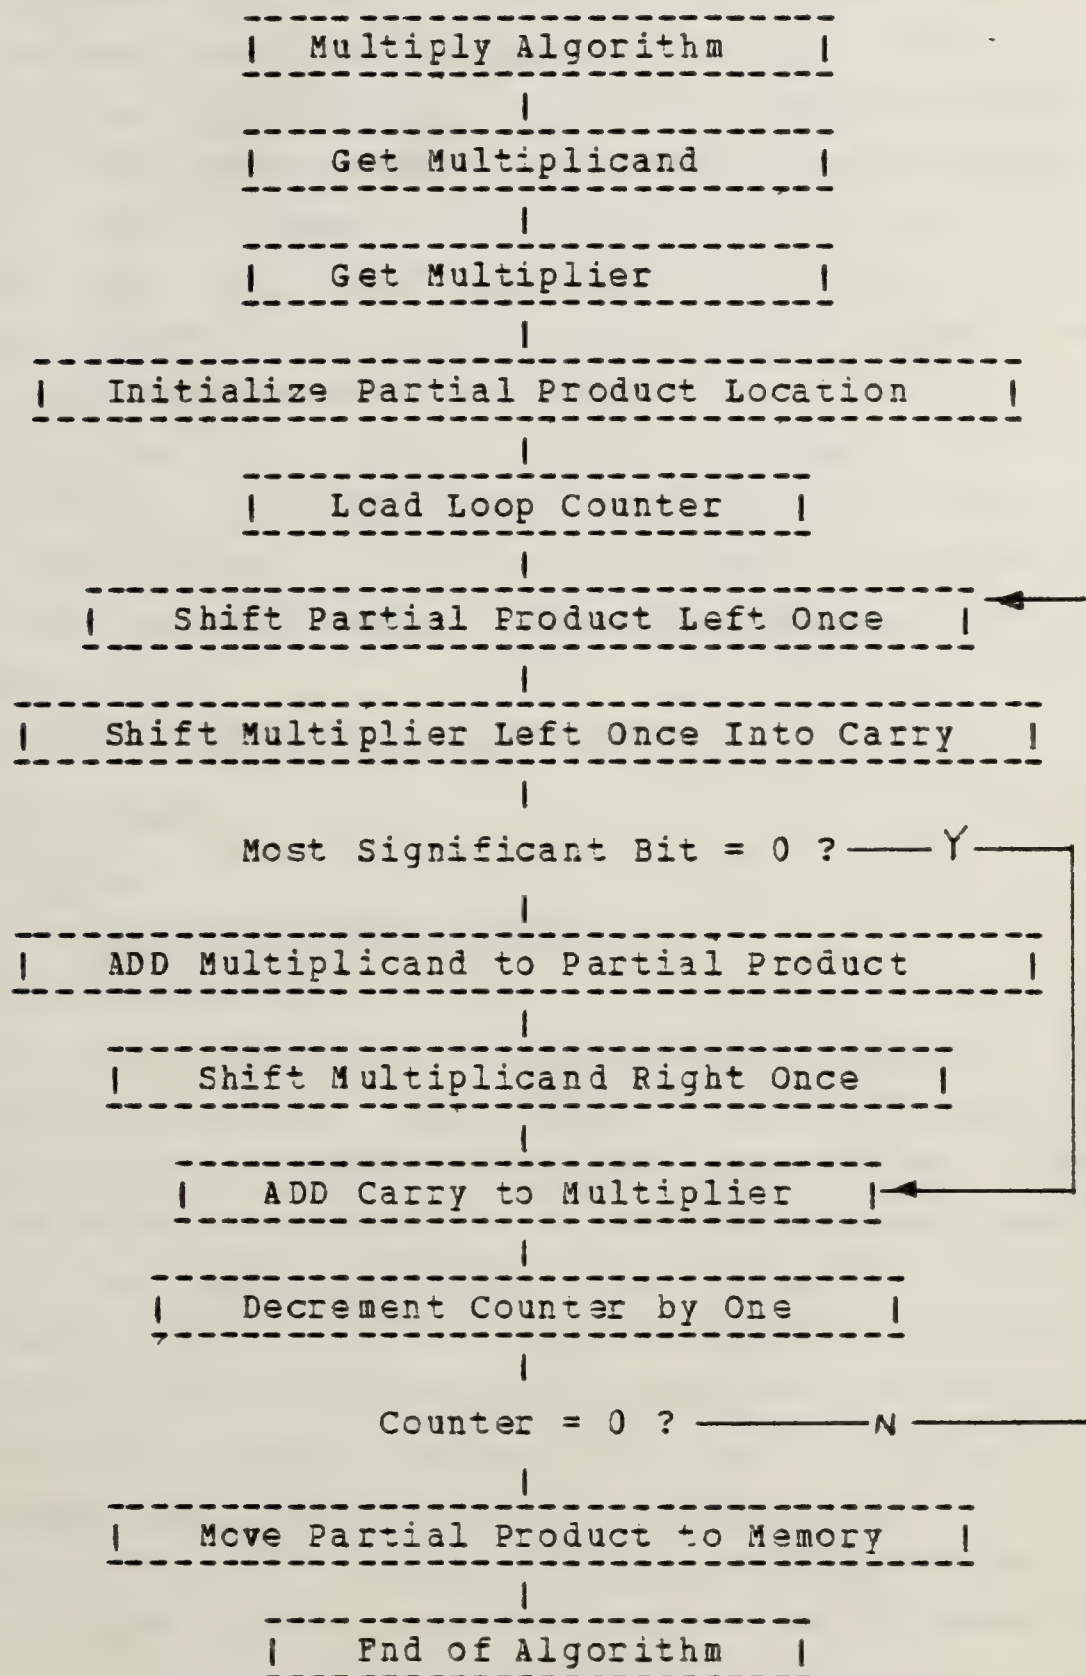 Multiply Algorithm
Get Multiplicand
Get Multiplier
Initialize Partial Product Location
Load Loop Counter
Shift Partial Product Left Once
Shift Multiplier Left Once Into Carry
Most Significant Bit = 0 ? Y
ADD Multiplicand to Partial Product
Shift Multiplicand Right Once
ADD Carry to Multiplier
Decrement Counter by One
Counter = 0 ? N
Move Partial Product to Memory
End of Algorithm